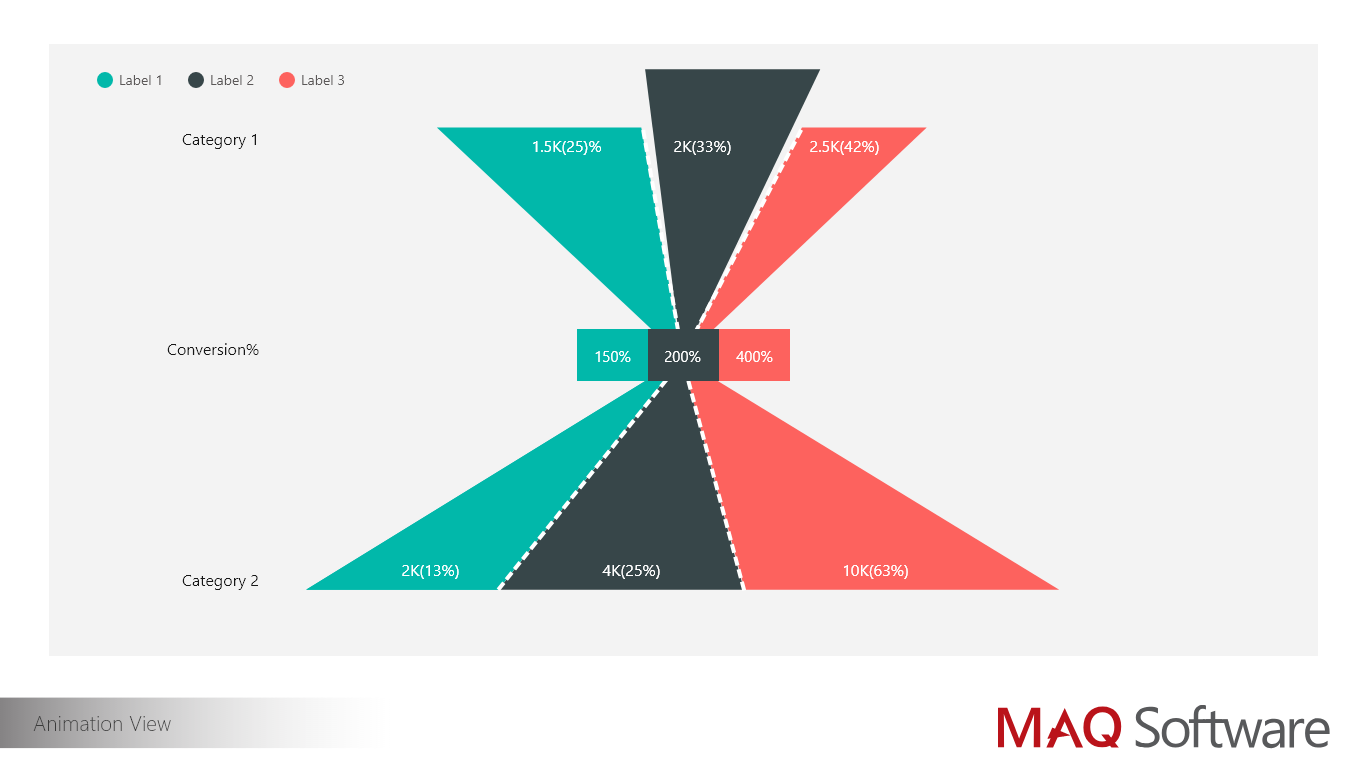 Label 1 Label 2 Label 3
Category 1
1.5K(25)% 2K(33%) 2.5K(42%)
Conversion%
150% 200% 400%
Category 2
2K(13%) 4K(25%) 10K(63%)
Animation View
MAQ Software